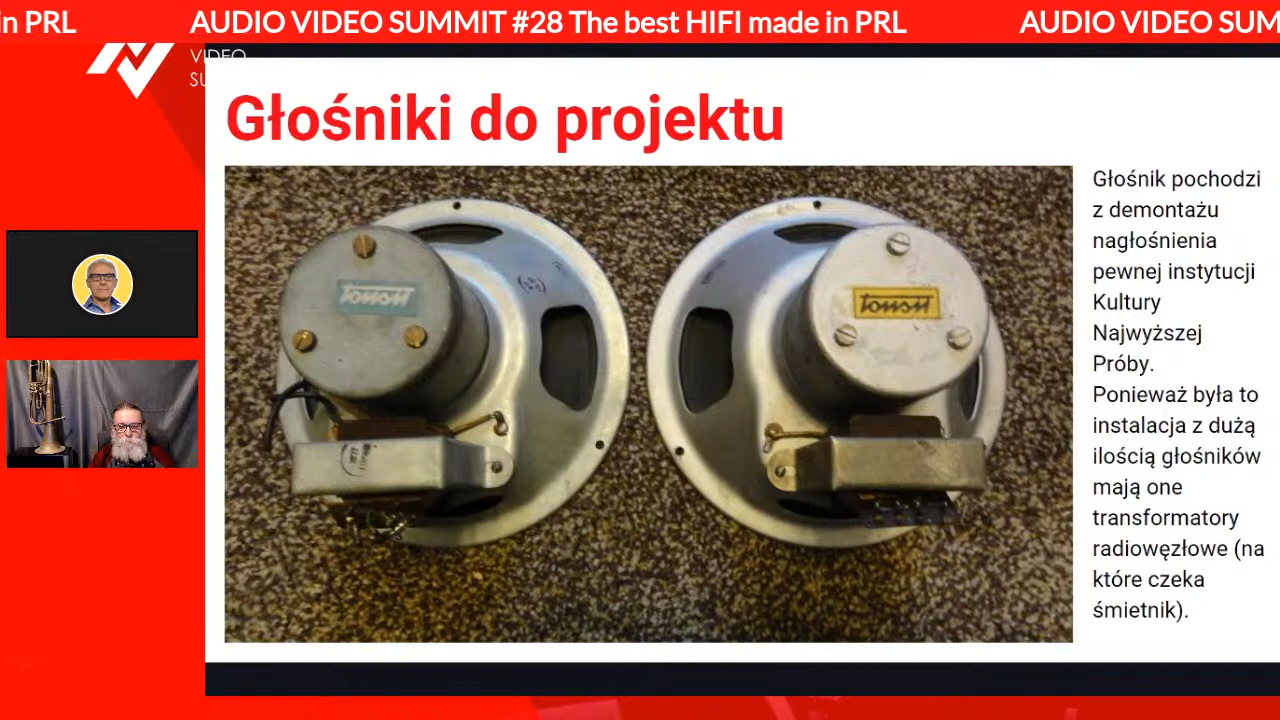 in PRL AUDIO VIDEO SUMMIT #28 The best HIFI made in PRL AUDIO VIDEO SUM
VIDEO
SU
Głośniki do projektu
Tonsil
Tonsil
Głośnik pochodzi
z demontażu
nagłośnienia
pewnej instytucji
Kultury
Najwyższej
Próby.
Ponieważ była to
instalacja z dużą
ilością głośników
mają one
transformatory
radiowęzłowe (na
które czeka
śmietnik).